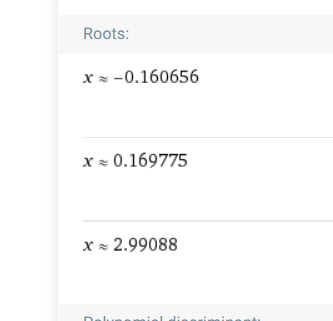 Roots:
x ≈ −0.160656
x ≈ 0.169775
x ≈ 2.99088